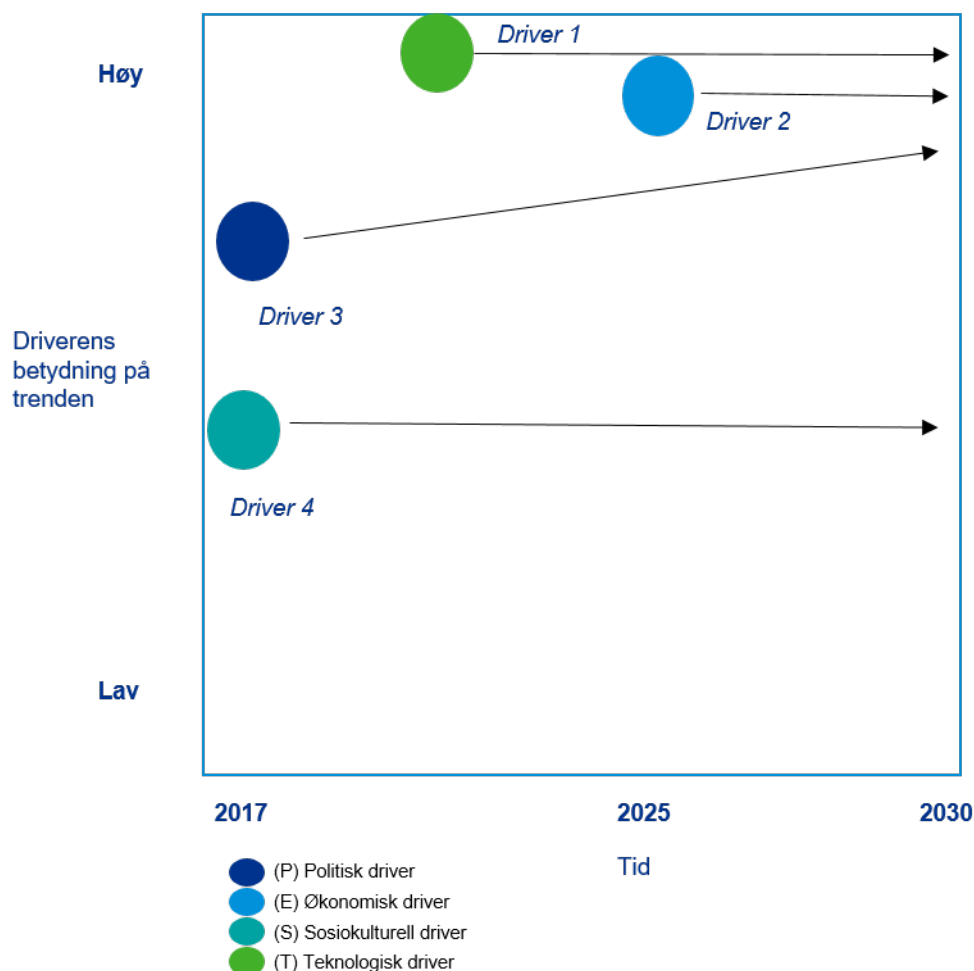 Driver 1
Høy
Driver 2
Driver 3
Driverens
betydning på
trenden
Driver 4
Lav
2017
2025
2030
Tid
(P) Politisk driver
(E) Økonomisk driver
(S) Sosiokulturell driver
(T) Teknologisk driver